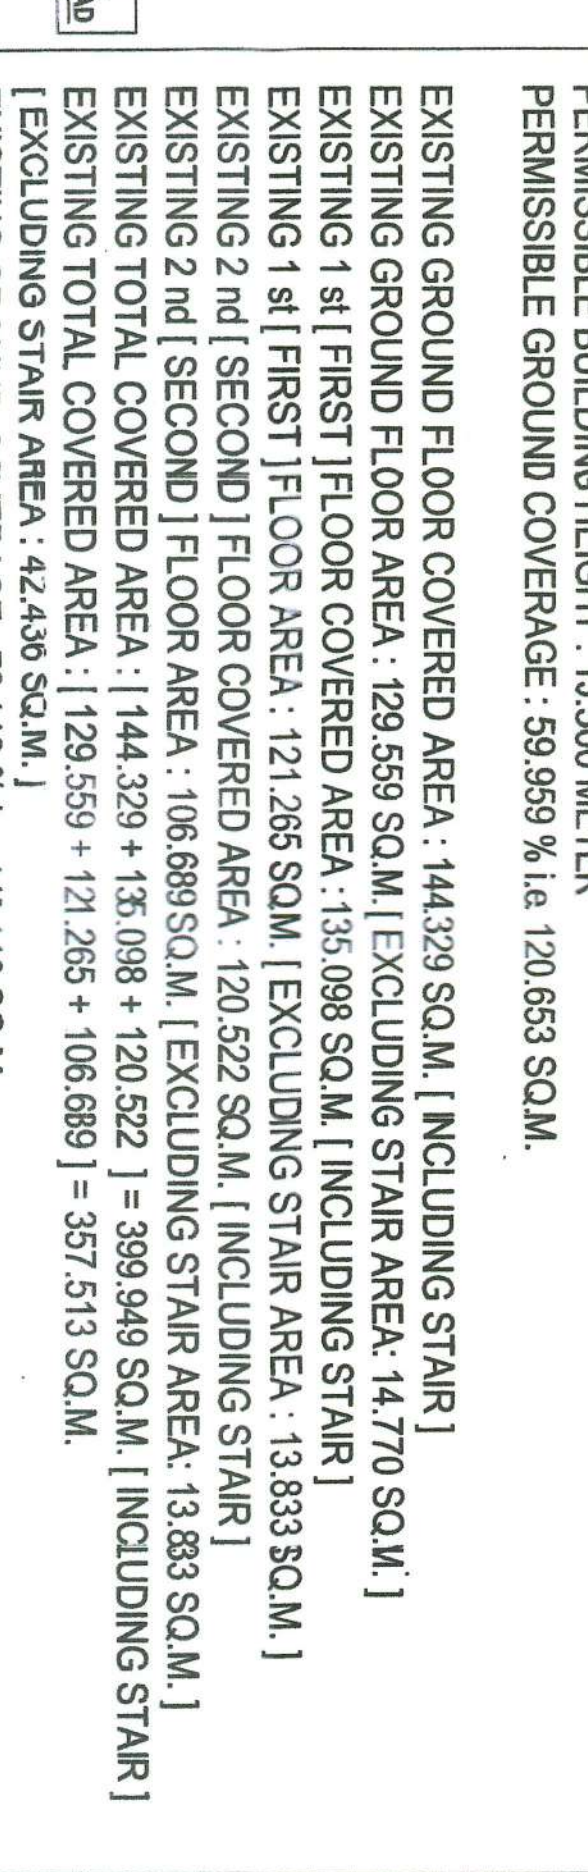 PERMISSIBLE BUILDING HEIGHT :
METER
PERMISSIBLE GROUND COVERAGE : 59.959 % i.e. 120.653 SQ.M.
EXISTING GROUND FLOOR COVERED AREA : 144.329 SQ.M. [ INCLUDING STAIR ]
EXISTING GROUND FLOOR AREA : 129.559 SQ.M. [ EXCLUDING STAIR AREA: 14.770 SQ.M. ]
EXISTING 1 st [ FIRST ] FLOOR COVERED AREA : 135.098 SQ.M. [ INCLUDING STAIR ]
EXISTING 1 st [ FIRST ] FLOOR AREA : 121.265 SQM. [ EXCLUDING STAIR AREA : 13.833 SQ.M. ]
EXISTING 2 nd [ SECOND ] FLOOR COVERED AREA : 120.522 SQ.M. [ INCLUDING STAIR ]
EXISTING 2 nd [ SECOND ] FLOOR AREA : 106.689 SQ.M. [ EXCLUDING STAIR AREA: 13.833 SQ.M. ]
EXISTING TOTAL COVERED AREA : [ 144.329 + 135.098 + 120.522 ] = 399.949 SQ.M. [ INCLUDING STAIR ]
EXISTING TOTAL COVERED AREA : [ 129.559 + 121.265 + 106.689 ] = 357.513 SQ.M.
[ EXCLUDING STAIR AREA : 42.436 SQ.M. ]
AD